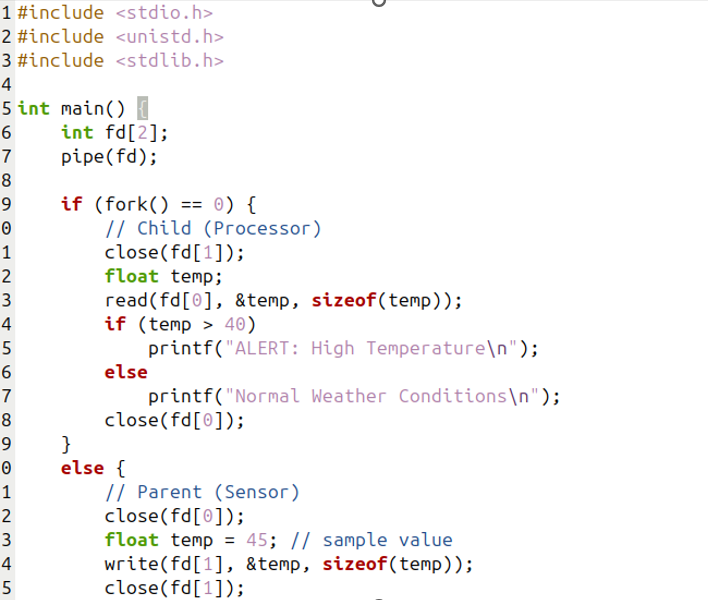 1 #include <stdio.h>
2 #include <unistd.h>
3 #include <stdlib.h>
4
5 int main() {
6     int fd[2];
7     pipe(fd);
8
9     if (fork() == 0) {
0         // Child (Processor)
1         close(fd[1]);
2         float temp;
3         read(fd[0], &temp, sizeof(temp));
4         if (temp > 40)
5             printf("ALERT: High Temperature\n");
6         else
7             printf("Normal Weather Conditions\n");
8         close(fd[0]);
9     }
0     else {
1         // Parent (Sensor)
2         close(fd[0]);
3         float temp = 45; // sample value
4         write(fd[1], &temp, sizeof(temp));
5         close(fd[1]);